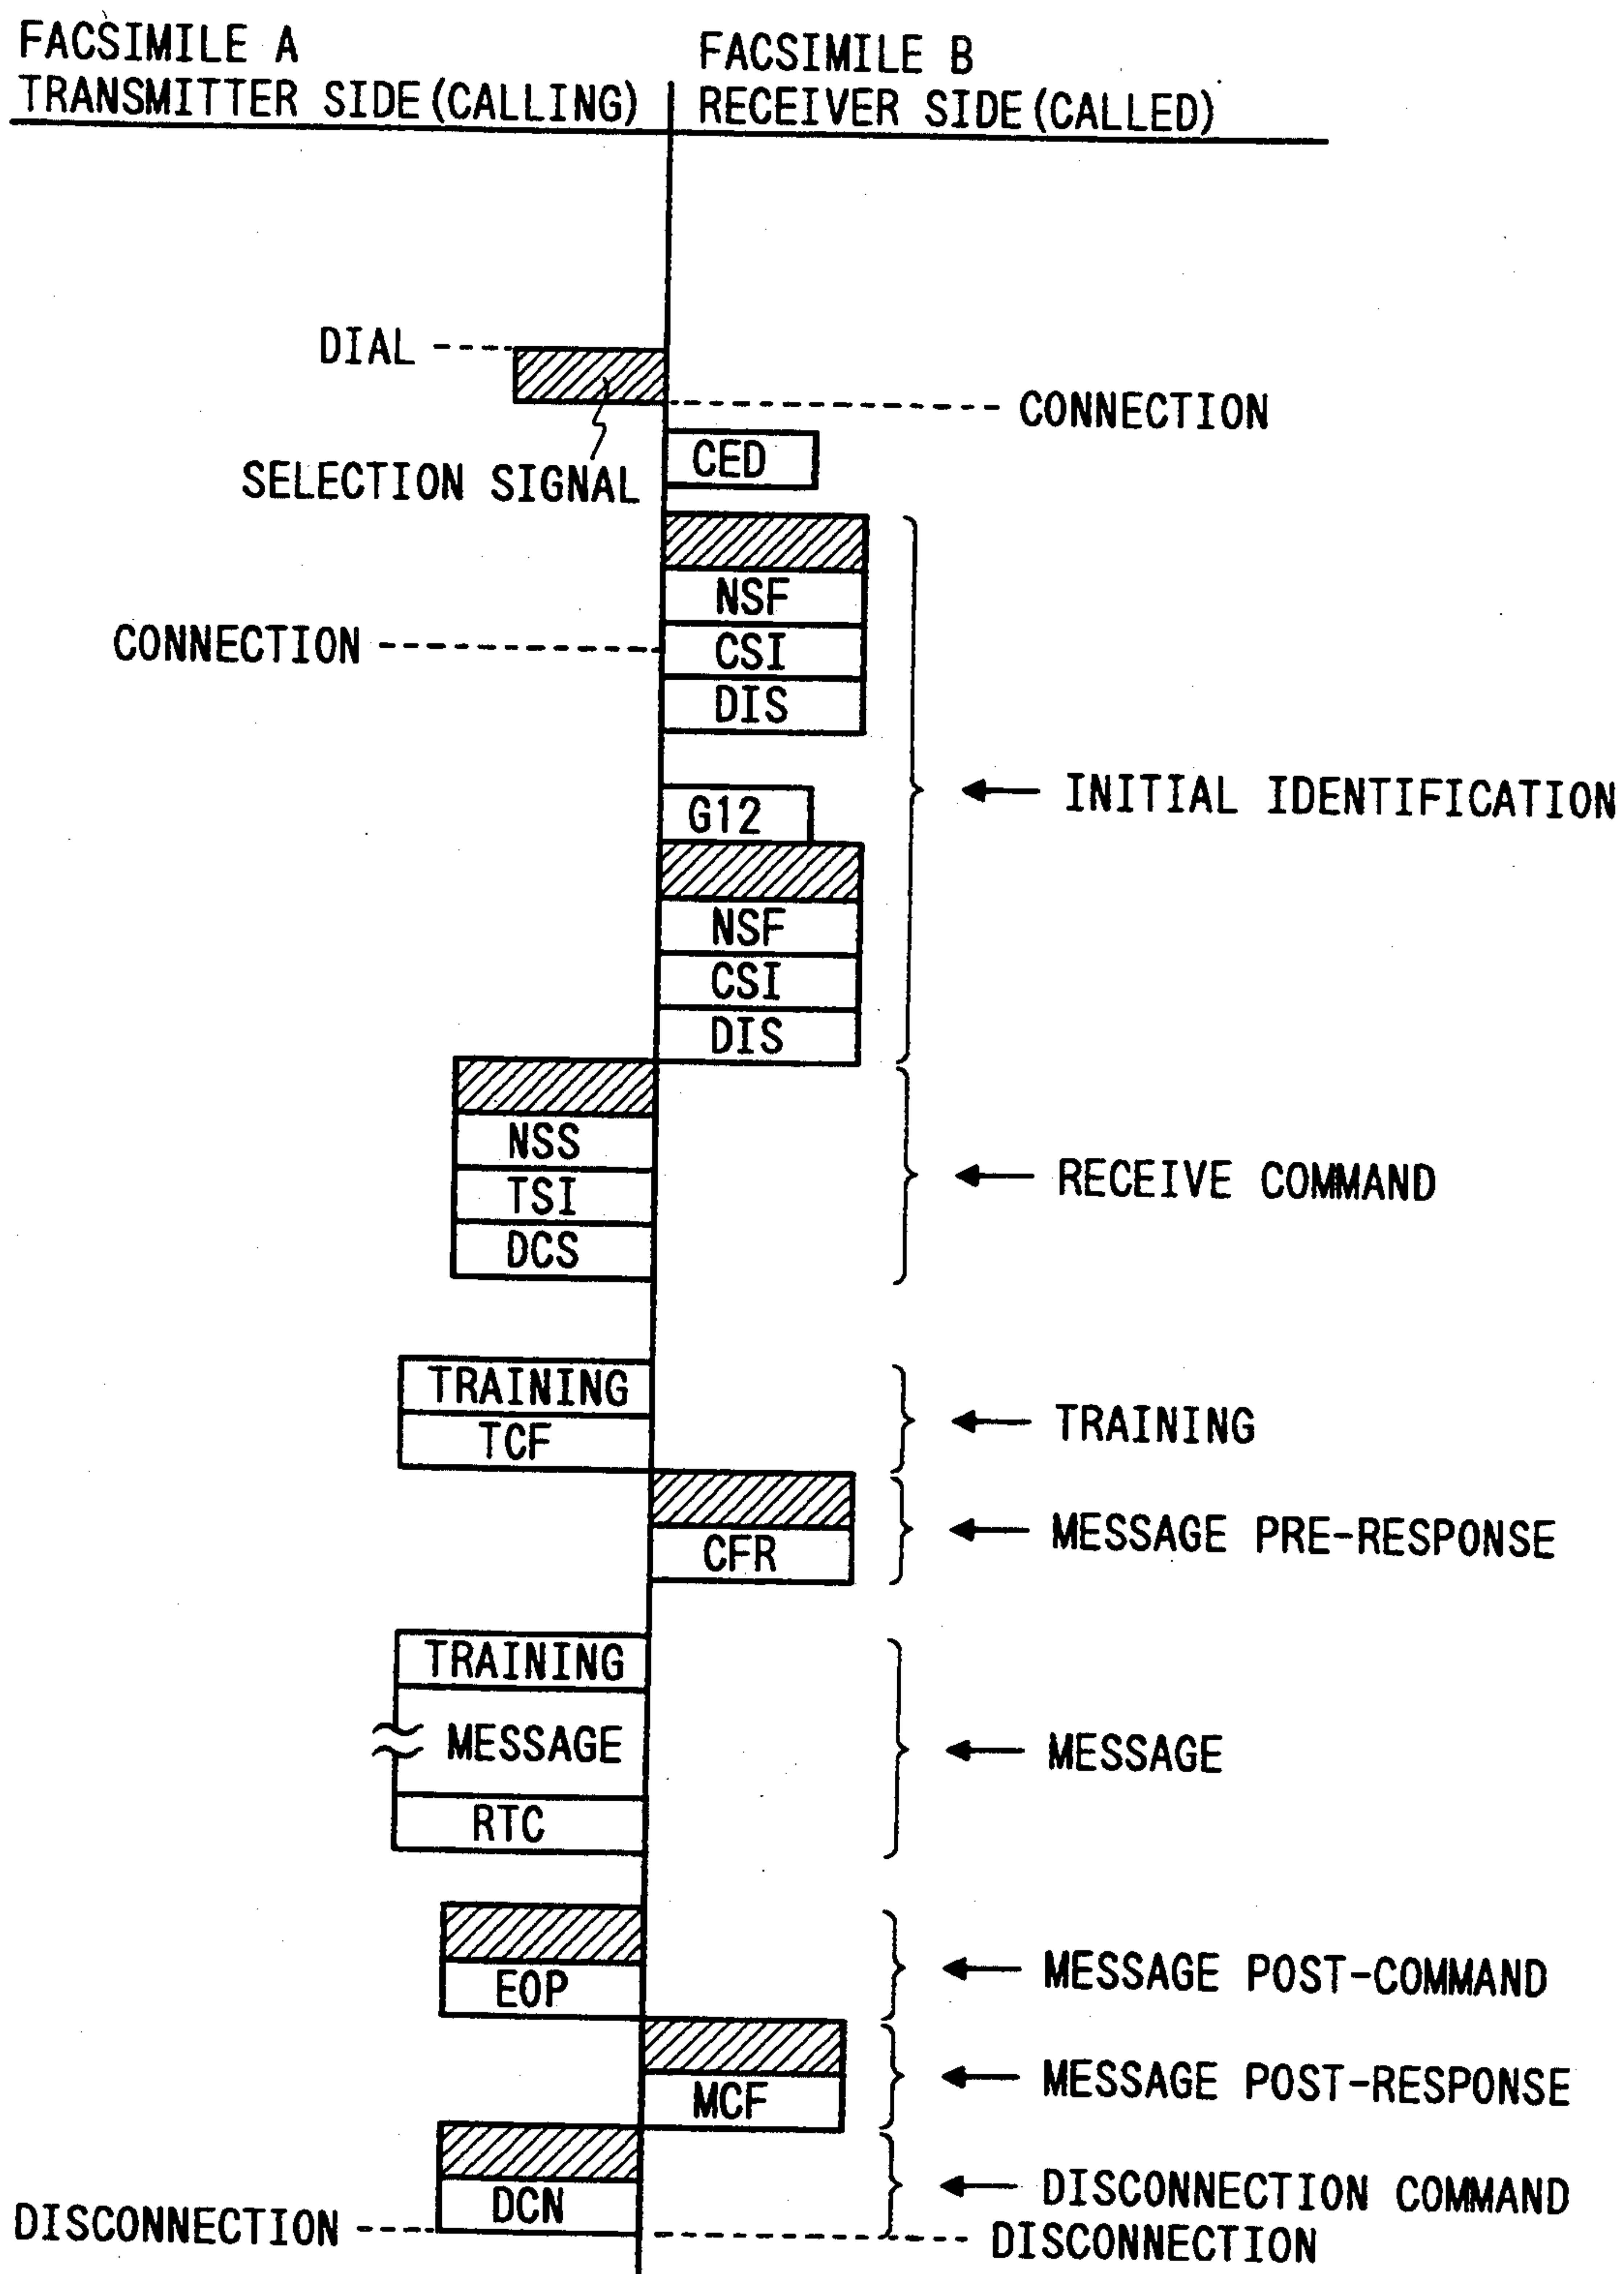 FACSIMILE A
TRANSMITTER SIDE (CALLING)
FACSIMILE B
RECEIVER SIDE (CALLED)
DIAL
CONNECTION
CED
SELECTION SIGNAL
NSF
CONNECTION
CSI
DIS
INITIAL IDENTIFICATION
G12
NSF
CSI
DIS
NSS
TSI
RECEIVE COMMAND
DCS
TRAINING
TCF
TRAINING
CFR
MESSAGE PRE-RESPONSE
TRAINING
MESSAGE
MESSAGE
RTC
EOP
MESSAGE POST-COMMAND
MCF
MESSAGE POST-RESPONSE
DCN
DISCONNECTION COMMAND
DISCONNECTION
DISCONNECTION